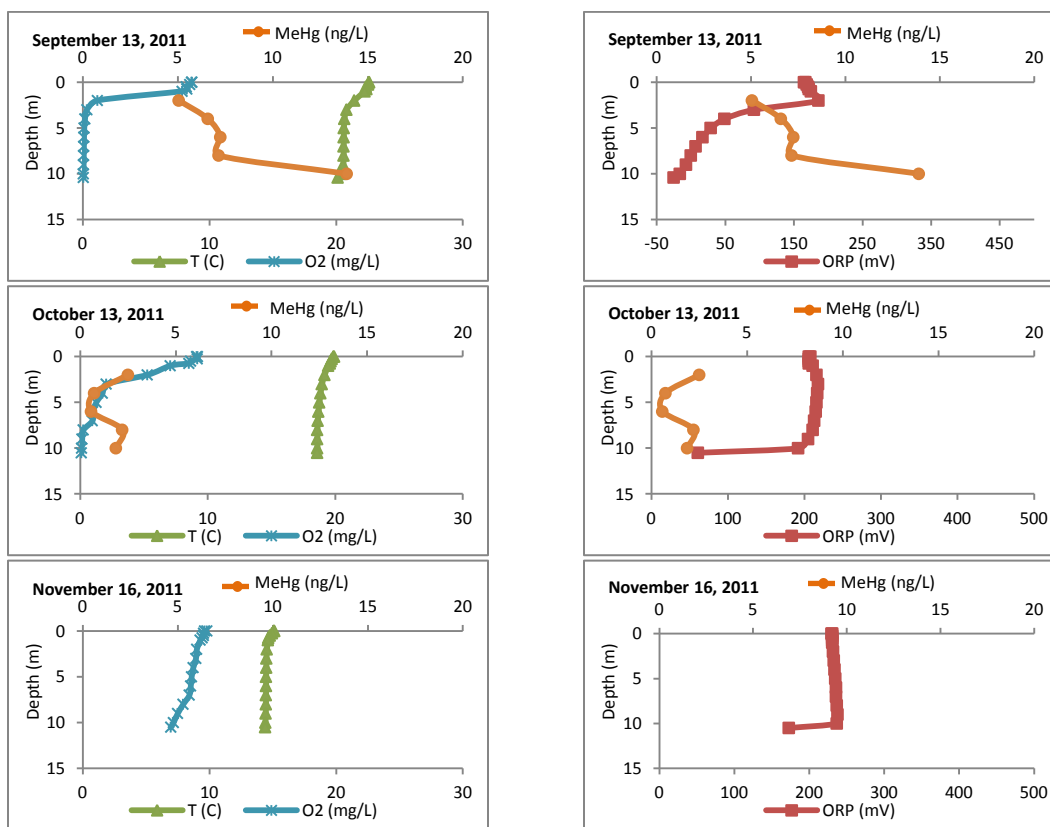 September 13, 2011
MeHg (ng/L)
0 5 10 15 20
0
5
10
15
Depth (m)
0 10 20 30
T (C) O2 (mg/L)
September 13, 2011
MeHg (ng/L)
0 5 10 15 20
0
5
10
15
Depth (m)
-50 50 150 250 350 450
ORP (mV)
October 13, 2011
MeHg (ng/L)
0 5 10 15 20
0
5
10
15
Depth (m)
0 10 20 30
T (C) O2 (mg/L)
October 13, 2011
MeHg (ng/L)
0 5 10 15 20
0
5
10
15
Depth (m)
0 100 200 300 400 500
ORP (mV)
November 16, 2011
MeHg (ng/L)
0 5 10 15 20
0
5
10
15
Depth (m)
0 10 20 30
T (C) O2 (mg/L)
November 16, 2011
MeHg (ng/L)
0 5 10 15 20
0
5
10
15
Depth (m)
0 100 200 300 400 500
ORP (mV)